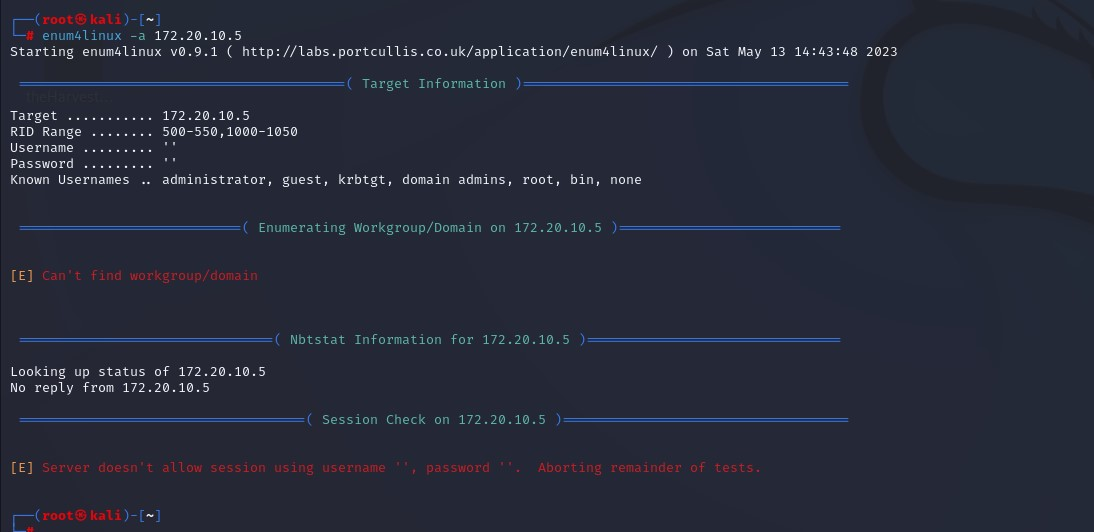 ┌──(root㉿kali)-[~]
└─# enum4linux -a 172.20.10.5
Starting enum4linux v0.9.1 ( http://labs.portcullis.co.uk/application/enum4linux/ ) on Sat May 13 14:43:48 2023
=========================================( Target Information )=========================================
theHarvest...
Target ........... 172.20.10.5
RID Range ........ 500-550,1000-1050
Username ......... ''
Password ......... ''
Known Usernames .. administrator, guest, krbtgt, domain admins, root, bin, none
============================( Enumerating Workgroup/Domain on 172.20.10.5 )============================
[E] Can't find workgroup/domain
================================( Nbtstat Information for 172.20.10.5 )================================
Looking up status of 172.20.10.5
No reply from 172.20.10.5
====================================( Session Check on 172.20.10.5 )====================================
[E] Server doesn't allow session using username '', password ''.  Aborting remainder of tests.
┌──(root㉿kali)-[~]
└─#